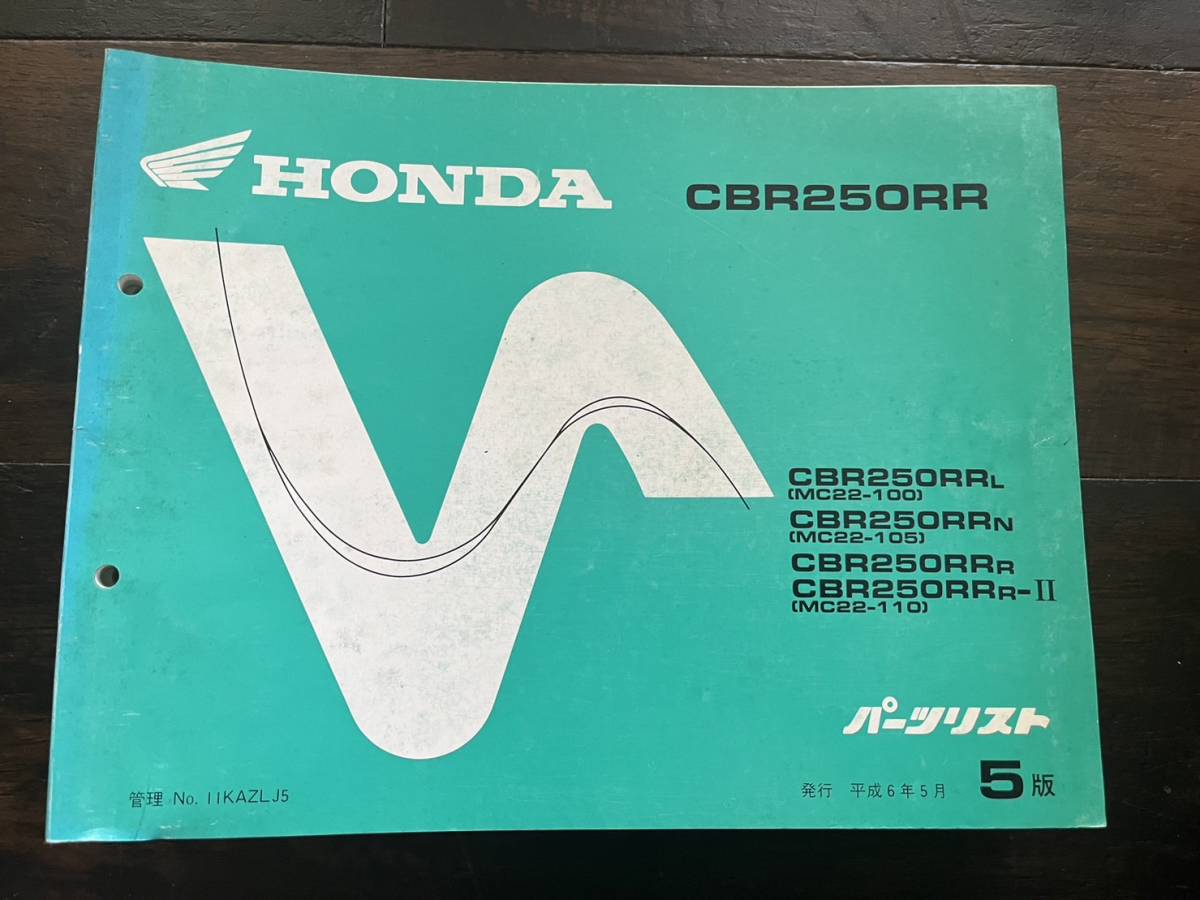 HONDA
CBR250RR
CBR250RRL
(MC22-100)
CBR250RRN
(MC22-105)
CBR250RRR
CBR250RRR-II
(MC22-110)
パーツリスト
管理 No. 11KAZLJ5
発行 平成6年5月 5版